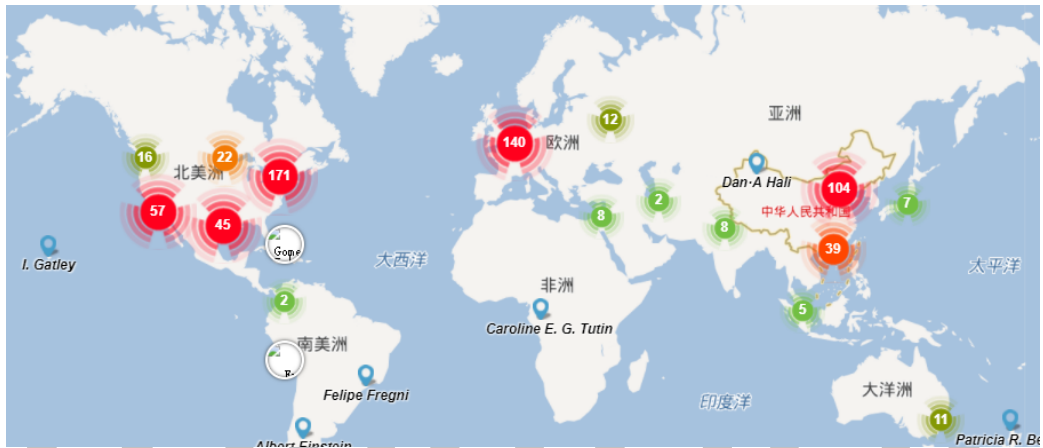 亚洲
12
140
欧洲
16
22
171
北美洲
Dan·A Hali
104
中华人民共和国
57
45
8
2
8
7
39
I. Gatley
Gome
大西洋
太平洋
非洲
2
5
Caroline E. G. Tutin
南美洲
Felipe Fregni
印度洋
大洋洲
11
Albert Einstein
Patricia R. Be